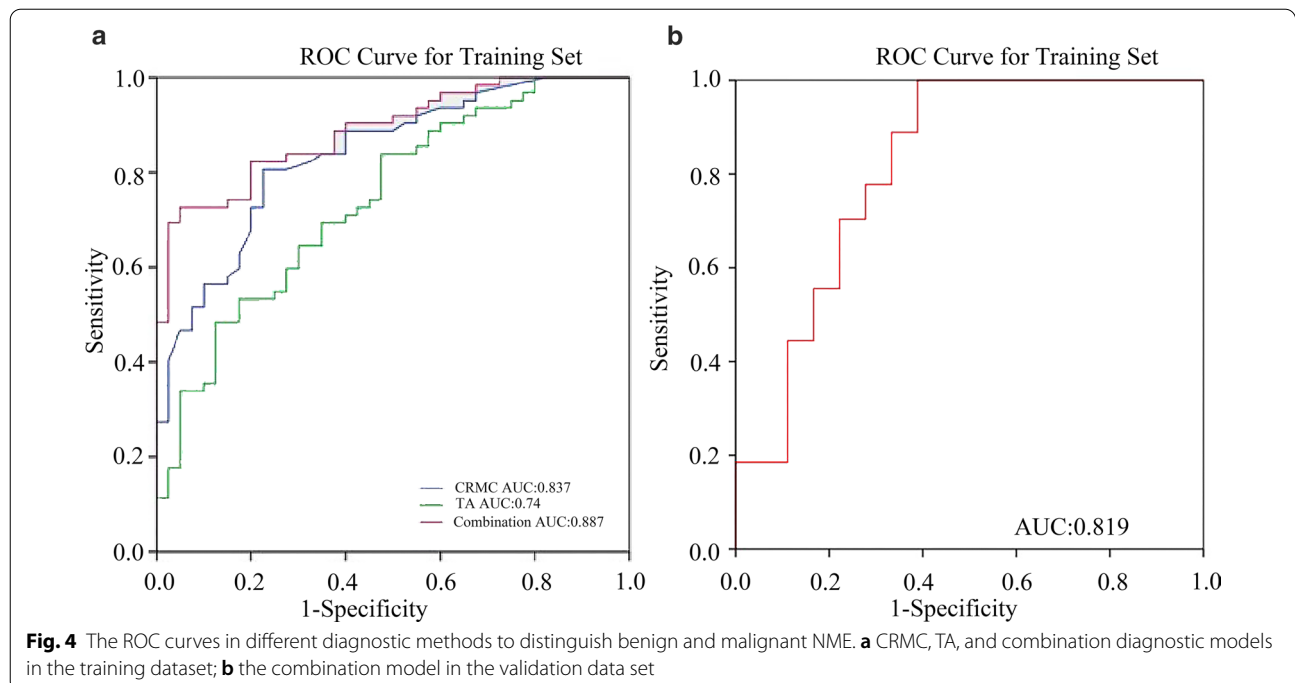 a
ROC Curve for Training Set
1.0
0.8
0.6
0.4
0.2
0.0
Sensitivity
CRMC AUC:0.837
TA AUC:0.74
Combination AUC:0.887
0.0 0.2 0.4 0.6 0.8 1.0
1-Specificity
b
ROC Curve for Training Set
1.0
0.8
0.6
0.4
0.2
0.0
Sensitivity
AUC:0.819
0.0 0.2 0.4 0.6 0.8 1.0
1-Specificity
Fig. 4 The ROC curves in different diagnostic methods to distinguish benign and malignant NME. a CRMC, TA, and combination diagnostic models
in the training dataset; b the combination model in the validation data set